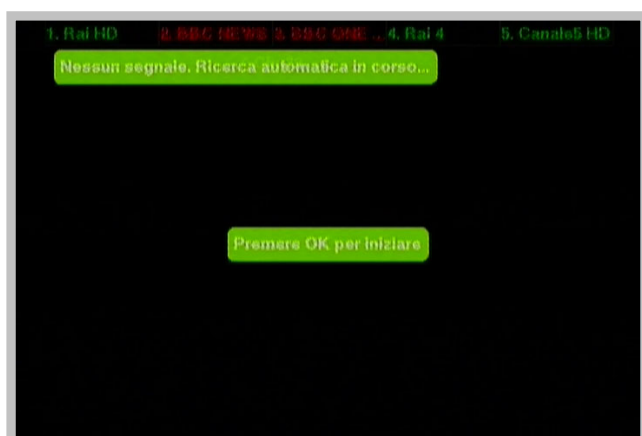 1. Rai HD 2. BBC NEWS 3. BBC ONE ... 4. Rai 4 5. Canale5 HD
Nessun segnale. Ricerca automatica in corso...
Premere OK per iniziare